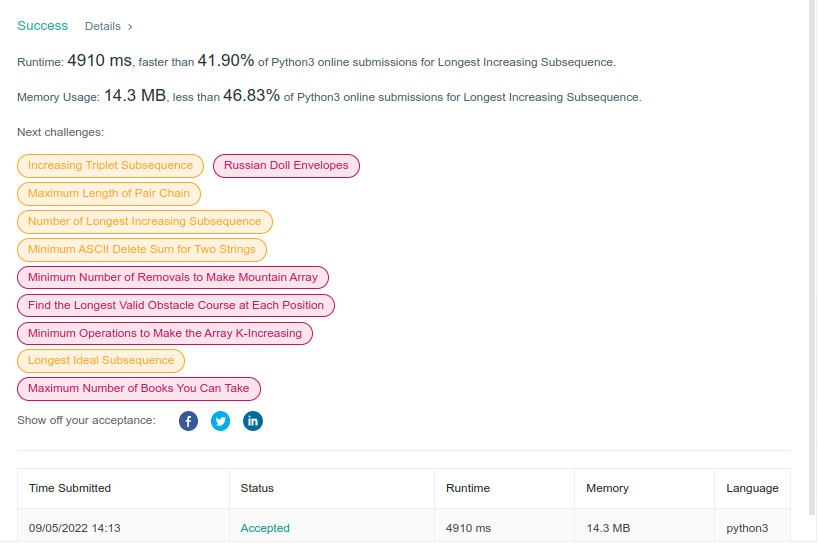 Success Details >
Runtime: 4910 ms, faster than 41.90% of Python3 online submissions for Longest Increasing Subsequence.
Memory Usage: 14.3 MB, less than 46.83% of Python3 online submissions for Longest Increasing Subsequence.
Next challenges:
Increasing Triplet Subsequence Russian Doll Envelopes
Maximum Length of Pair Chain
Number of Longest Increasing Subsequence
Minimum ASCII Delete Sum for Two Strings
Minimum Number of Removals to Make Mountain Array
Find the Longest Valid Obstacle Course at Each Position
Minimum Operations to Make the Array K-Increasing
Longest Ideal Subsequence
Maximum Number of Books You Can Take
Show off your acceptance: f in
Time Submitted Status Runtime Memory Language
09/05/2022 14:13 Accepted 4910 ms 14.3 MB python3